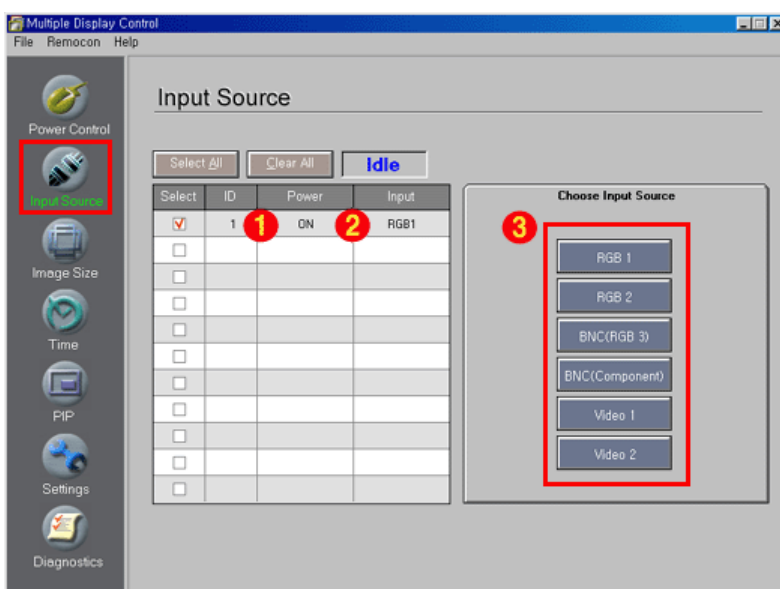 Multiple Display Control
File Remocon Help
Input Source
Power Control
Select All Clear All Idle
Input Source
Select ID Power Input
1 1 ON 2 RGB1
Choose Input Source
3
RGB 1
RGB 2
BNC(RGB 3)
BNC(Component)
Video 1
Video 2
Image Size
Time
PIP
Settings
Diagnostics